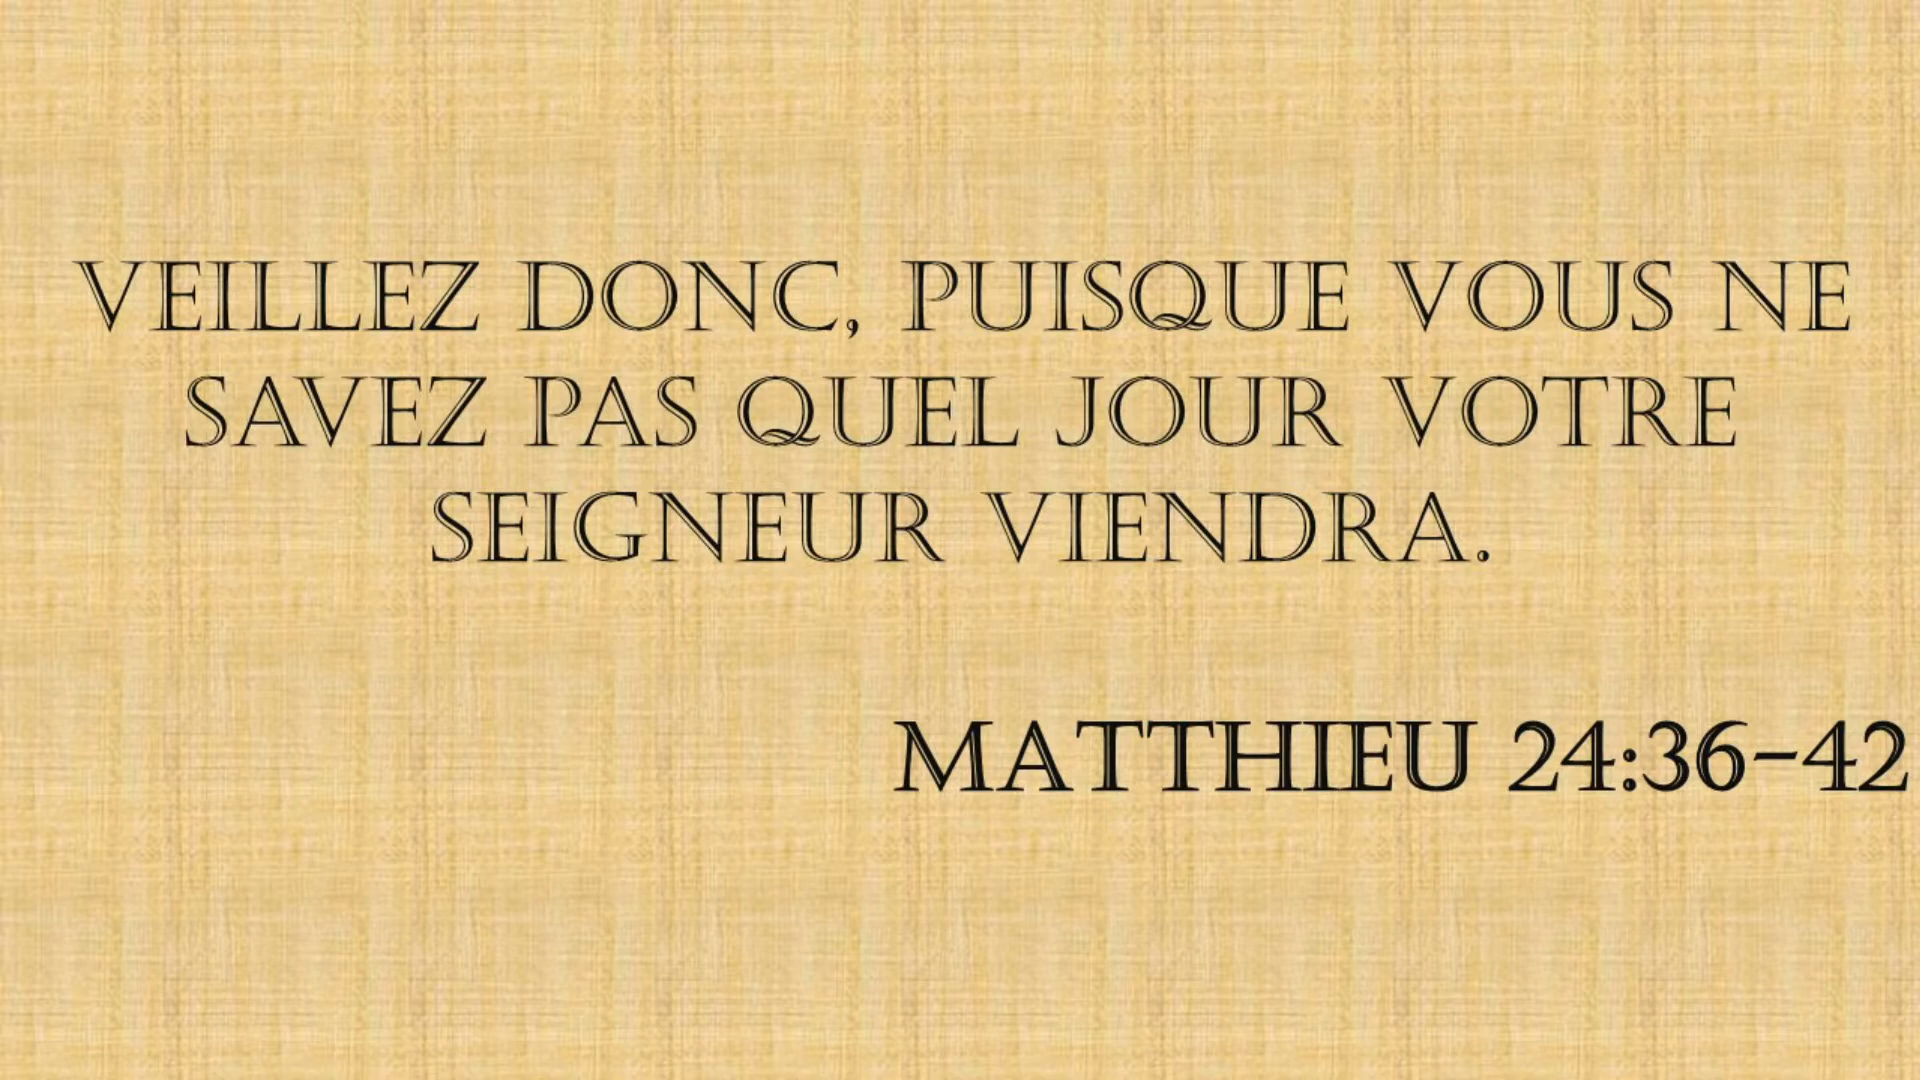 VEILLEZ DONC, PUISQUE VOUS NE
SAVEZ PAS QUEL JOUR VOTRE
SEIGNEUR VIENDRA.
MATTHIEU 24:36-42